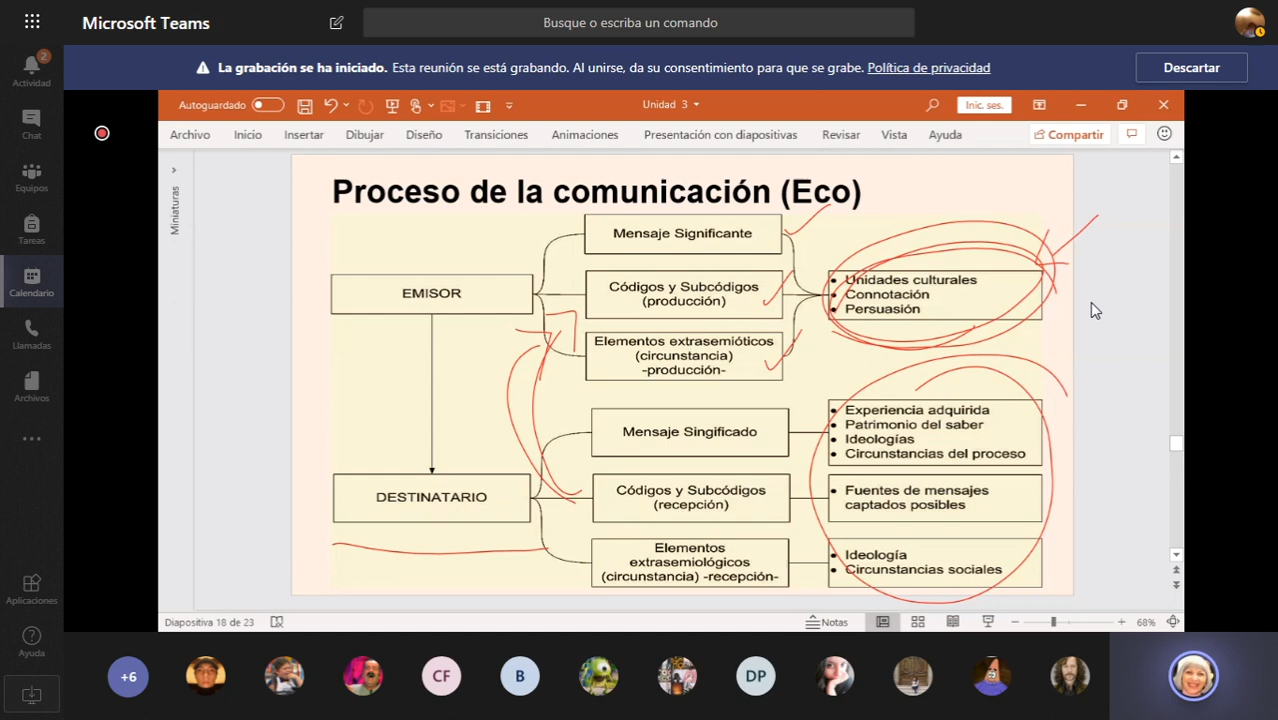 Microsoft Teams
Busque o escriba un comando
La grabación se ha iniciado. Esta reunión se está grabando. Al unirse, da su consentimiento para que se grabe. Política de privacidad
Descartar
2
Actividad
Chat
Equipos
Tareas
Calendario
Llamadas
Archivos
Aplicaciones
Ayuda
Autoguardado
Unidad 3
Inic. ses.
Archivo
Inicio
Insertar
Dibujar
Diseño
Transiciones
Animaciones
Presentación con diapositivas
Revisar
Vista
Ayuda
Compartir
Miniaturas
Proceso de la comunicación (Eco)
EMISOR
Mensaje Significante
Códigos y Subcódigos
(producción)
Elementos extrasemióticos
(circunstancia)
-producción-
Unidades culturales
Connotación
Persuasión
DESTINATARIO
Mensaje Singificado
Códigos y Subcódigos
(recepción)
Elementos
extrasemiológicos
(circunstancia) -recepción-
Experiencia adquirida
Patrimonio del saber
Ideologías
Circunstancias del proceso
Fuentes de mensajes
captados posibles
Ideología
Circunstancias sociales
Diapositiva 18 de 23
Notas
68%
+6
CF
B
DP